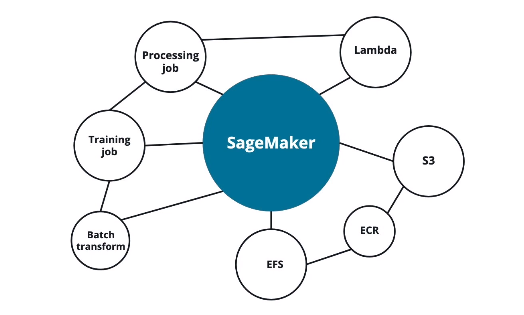 Processing
job
Lambda
Training
job
SageMaker
S3
Batch
transform
ECR
EFS